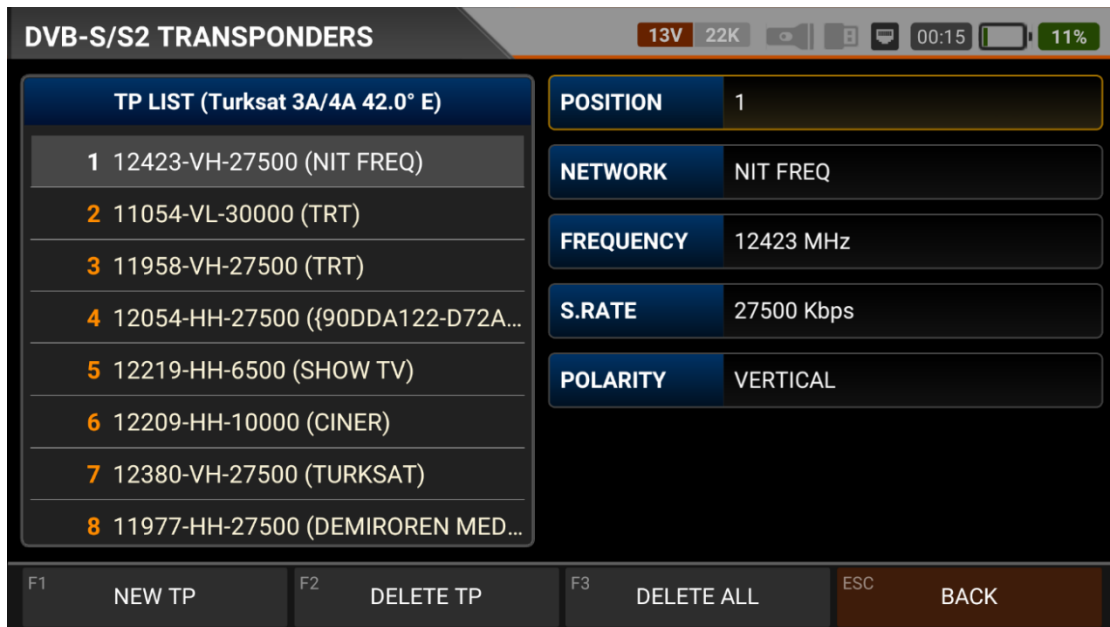 DVB-S/S2 TRANSPONDERS
13V 22K 00:15 11%
TP LIST (Turksat 3A/4A 42.0° E)
1 12423-VH-27500 (NIT FREQ)
2 11054-VL-30000 (TRT)
3 11958-VH-27500 (TRT)
4 12054-HH-27500 ({90DDA122-D72A...
5 12219-HH-6500 (SHOW TV)
6 12209-HH-10000 (CINER)
7 12380-VH-27500 (TURKSAT)
8 11977-HH-27500 (DEMIROREN MED...
POSITION 1
NETWORK NIT FREQ
FREQUENCY 12423 MHz
S.RATE 27500 Kbps
POLARITY VERTICAL
F1 NEW TP
F2 DELETE TP
F3 DELETE ALL
ESC BACK